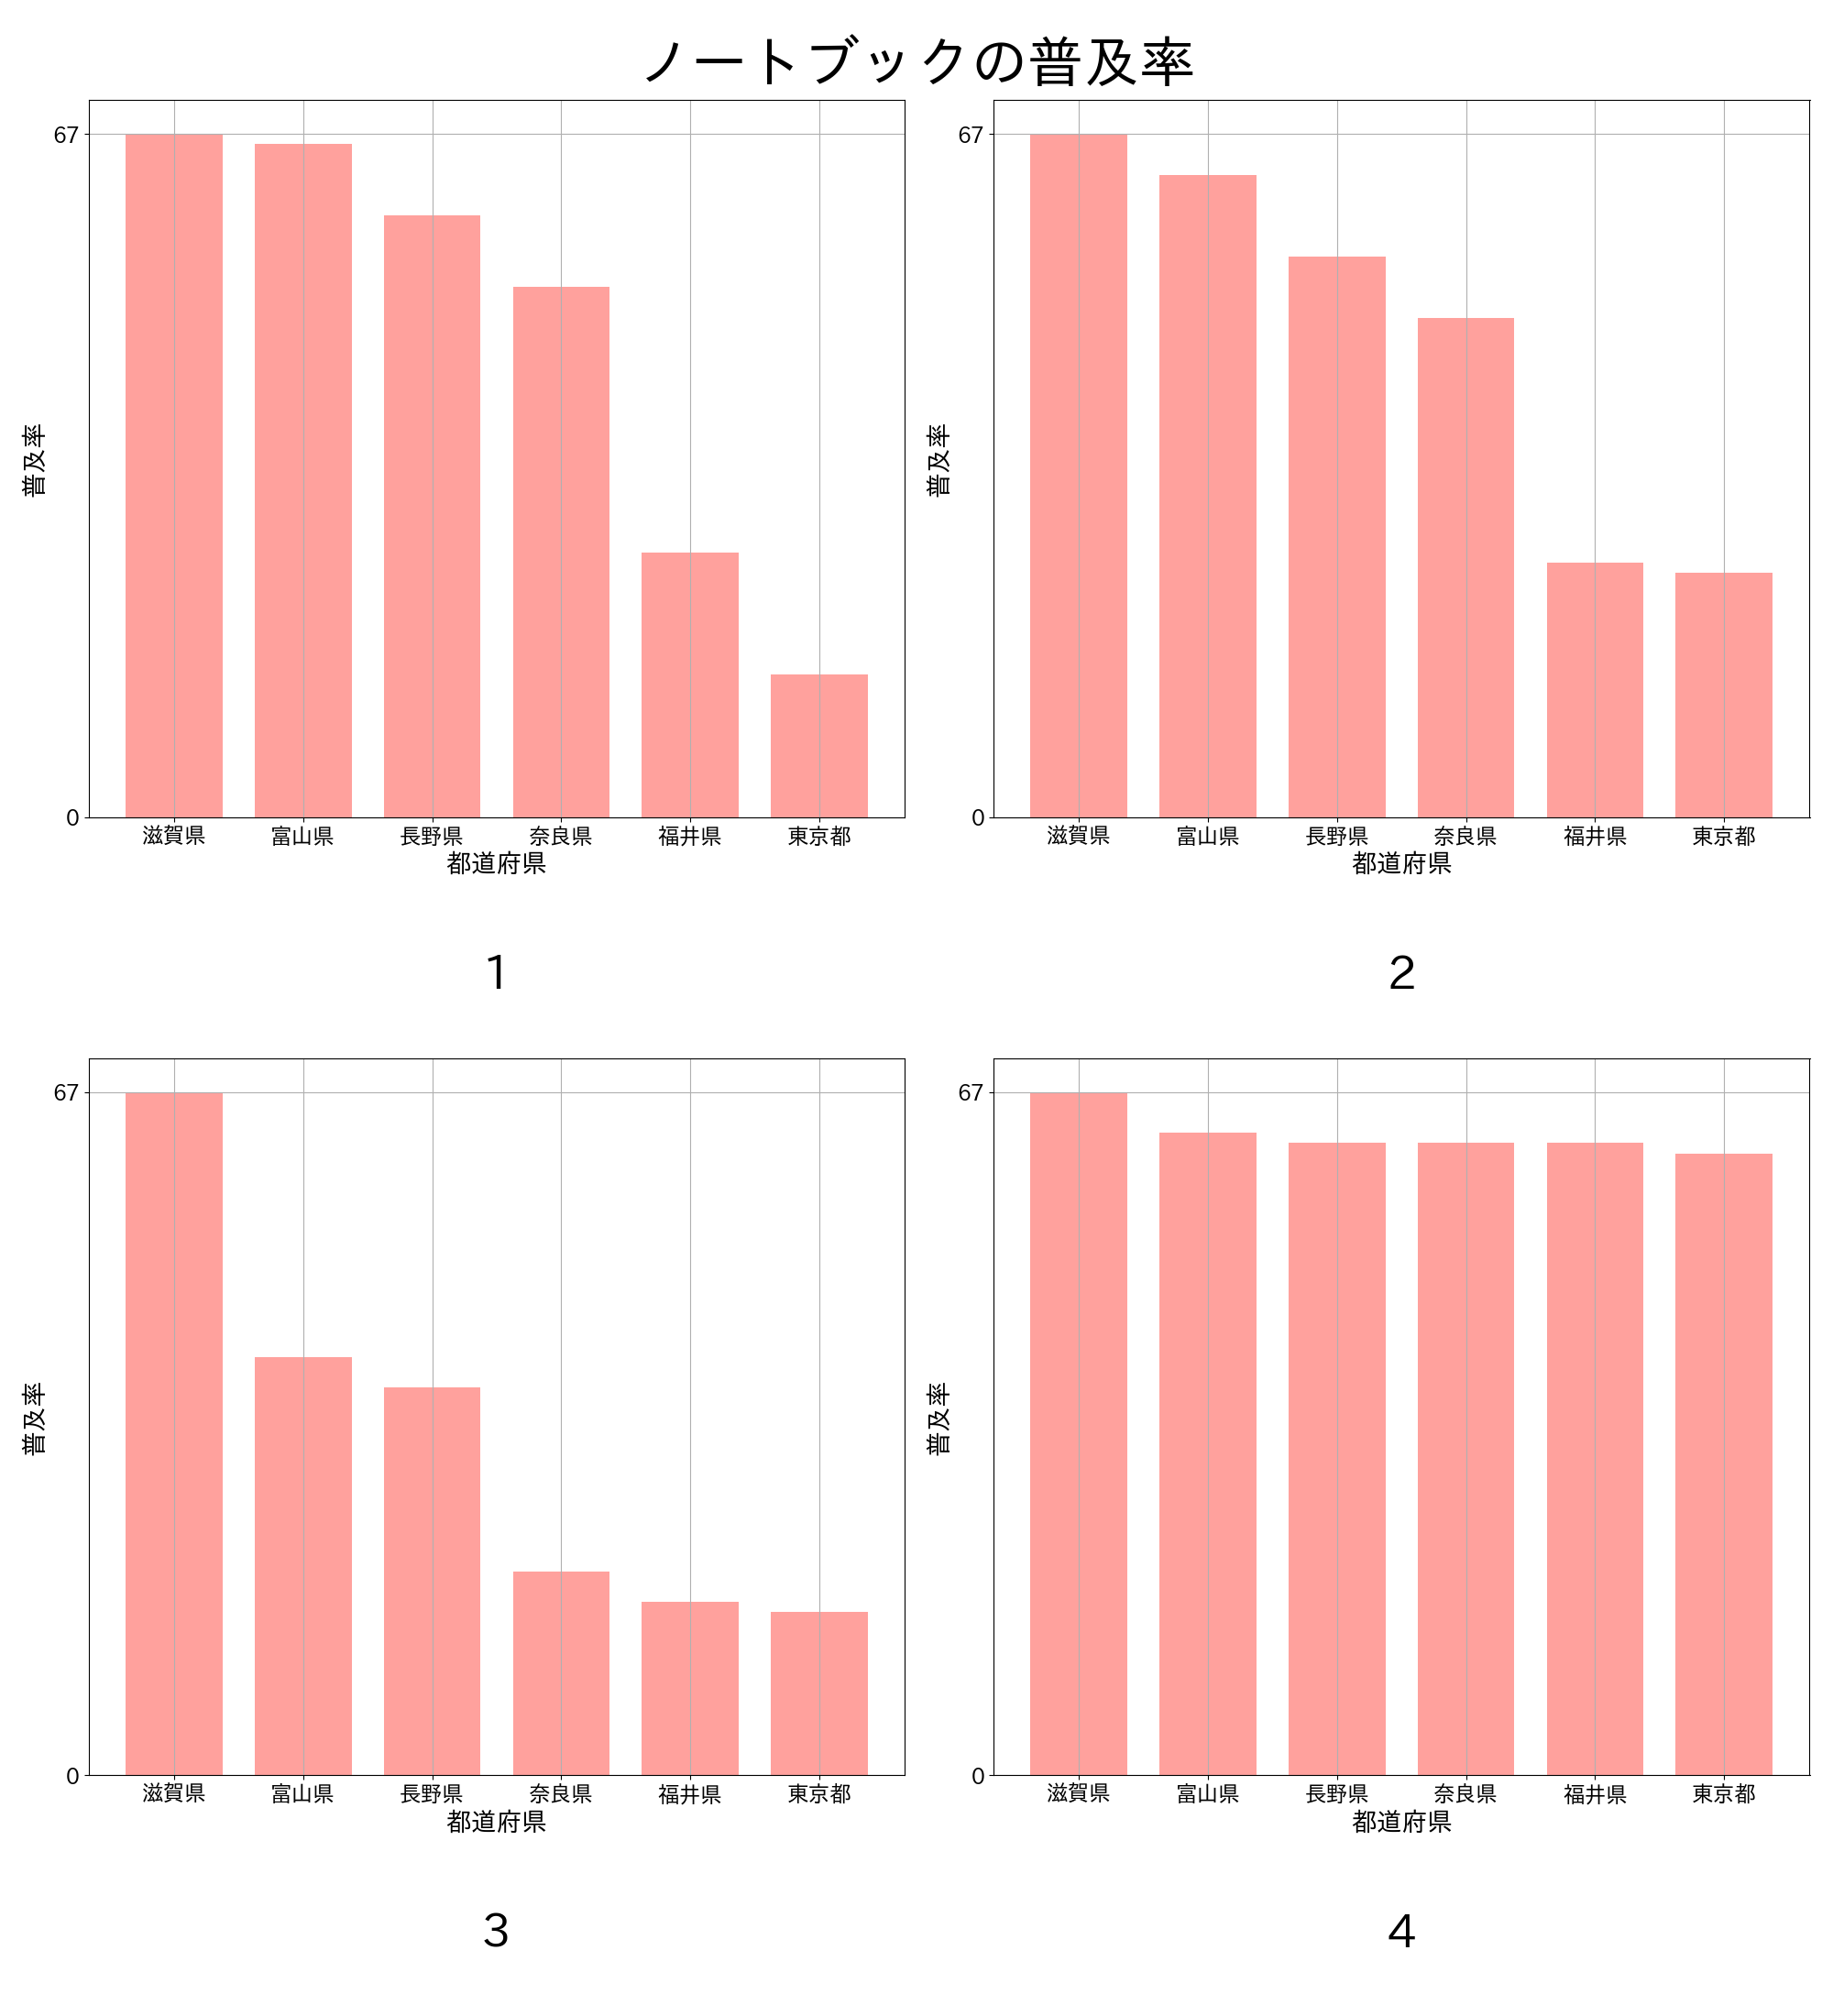 ノートブックの普及率
67
0
普及率
滋賀県 富山県 長野県 奈良県 福井県 東京都
都道府県
1
67
0
普及率
滋賀県 富山県 長野県 奈良県 福井県 東京都
都道府県
2
67
0
普及率
滋賀県 富山県 長野県 奈良県 福井県 東京都
都道府県
3
67
0
普及率
滋賀県 富山県 長野県 奈良県 福井県 東京都
都道府県
4